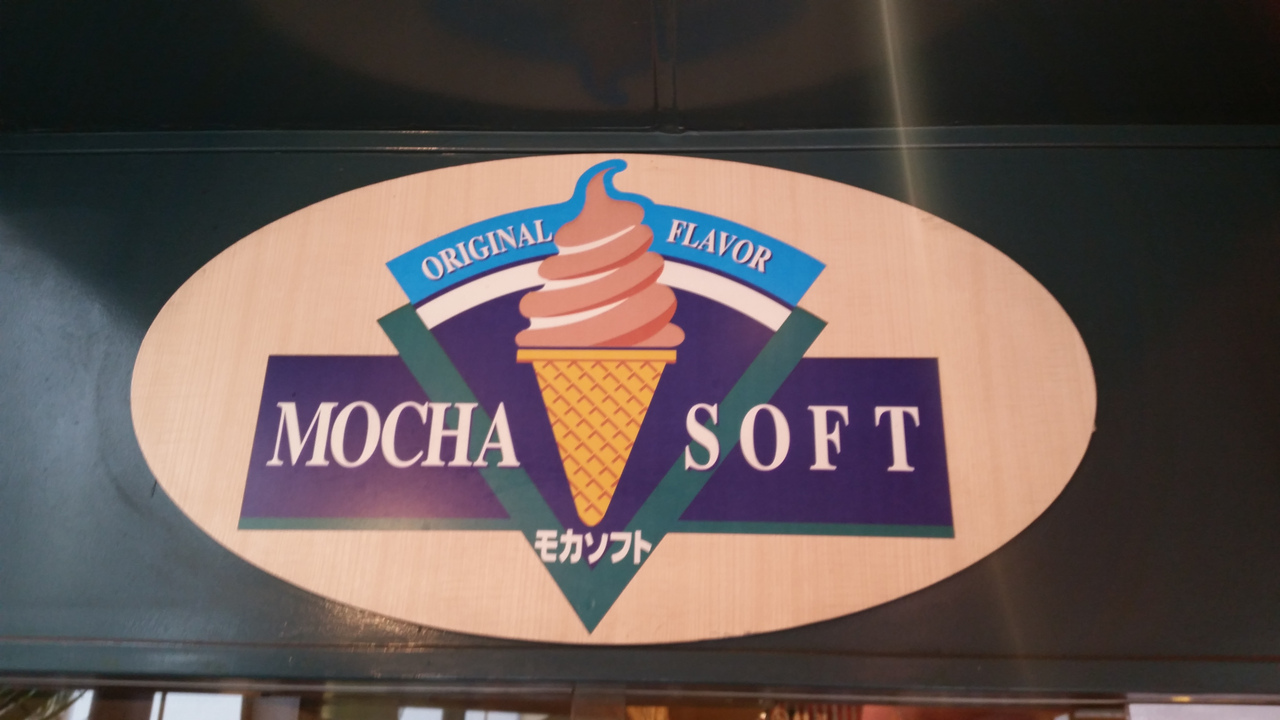 ORIGINAL FLAVOR
MOCHA SOFT
モカソフト